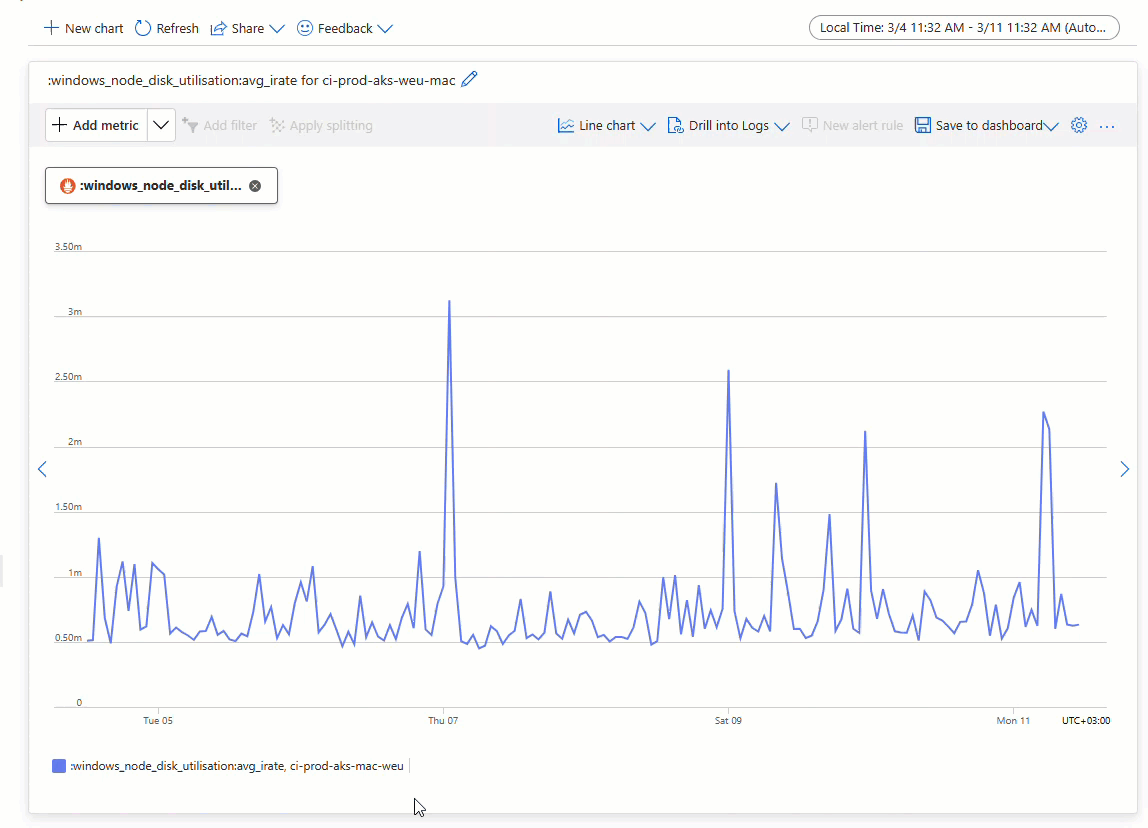 New chart Refresh Share Feedback Local Time: 3/4 11:32 AM - 3/11 11:32 AM (Auto...
:windows_node_disk_utilisation:avg_irate for ci-prod-aks-weu-mac
Add metric Add filter Apply splitting Line chart Drill into Logs New alert rule Save to dashboard ...
:windows_node_disk_util...
3.50m
3m
2.50m
2m
1.50m
1m
0.50m
0
Tue 05 Thu 07 Sat 09 Mon 11 UTC+03:00
:windows_node_disk_utilisation:avg_irate, ci-prod-aks-mac-weu